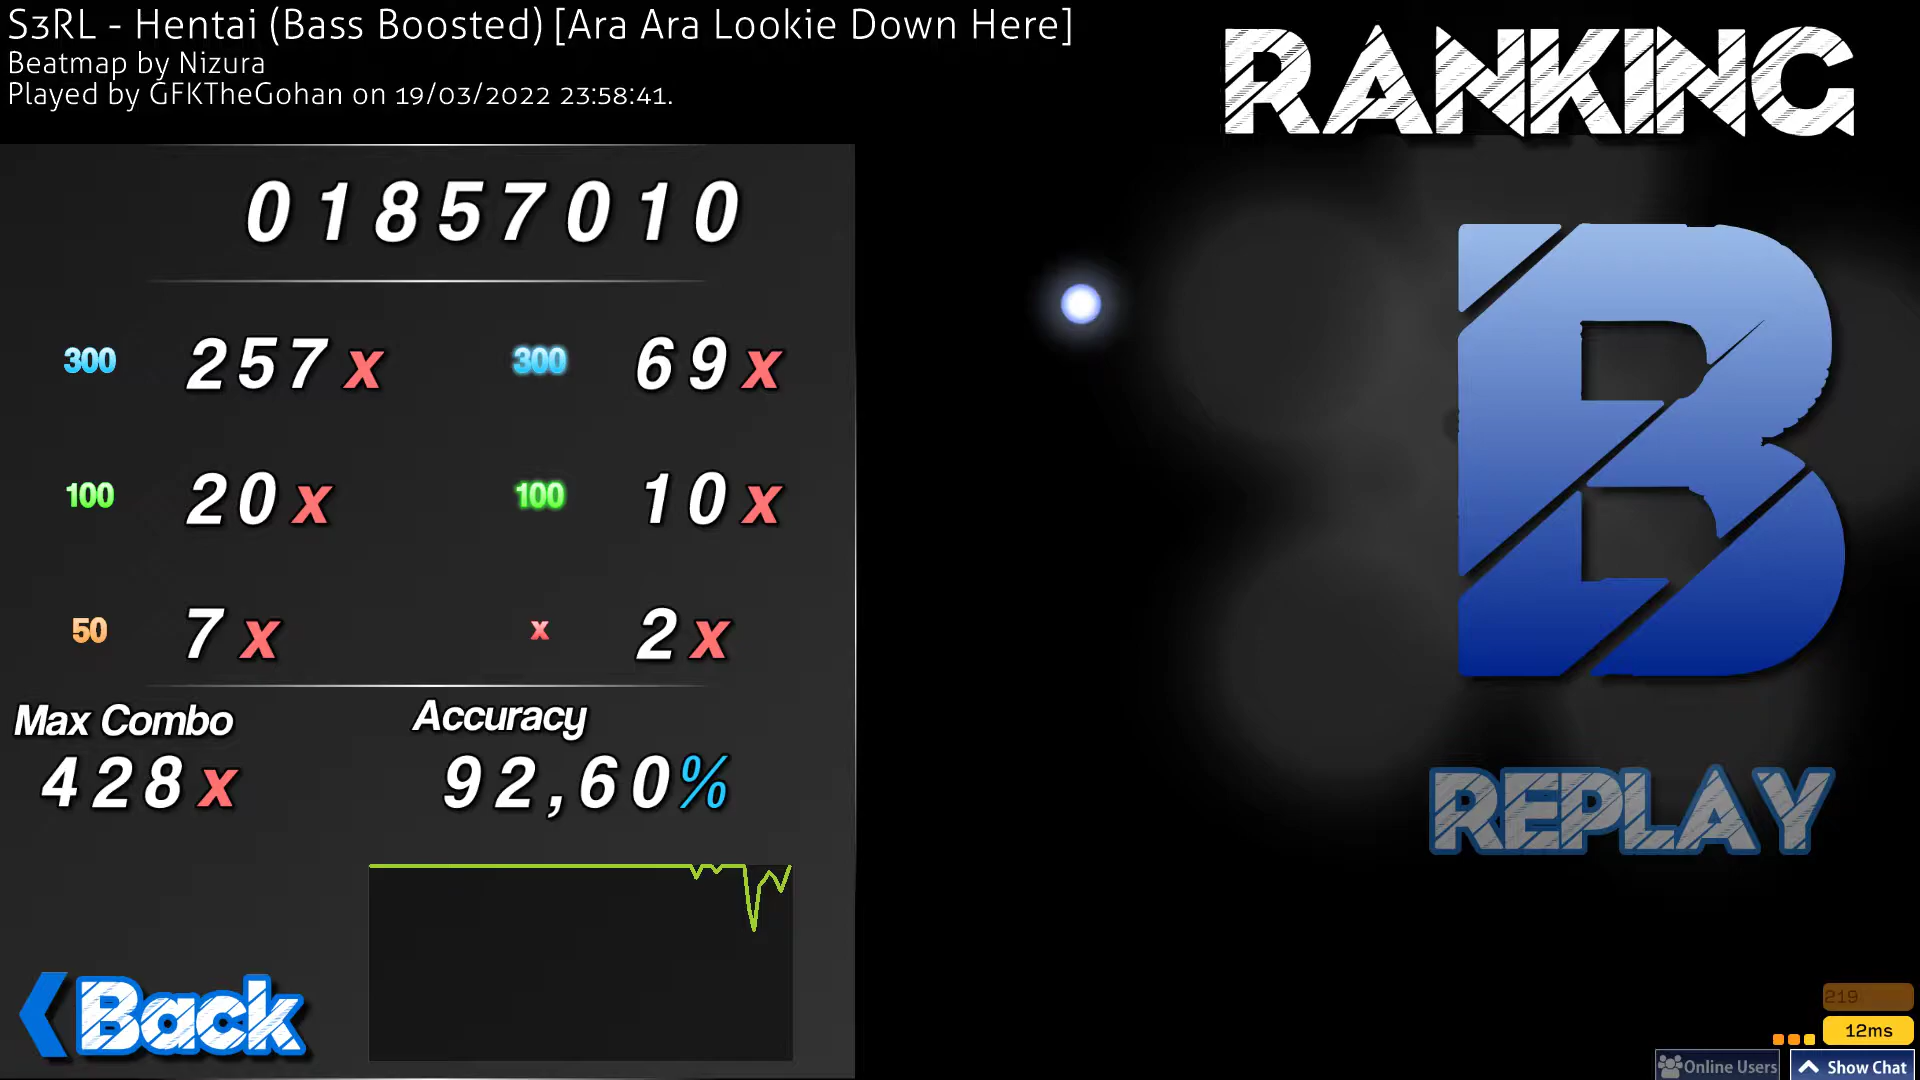 S3RL - Hentai (Bass Boosted) [Ara Ara Lookie Down Here]
Beatmap by Nizura
Played by GFKTheGohan on 19/03/2022 23:58:41.
RANKING
01857010
300 257x 300 69x
100 20x 100 10x
50 7x x 2x
Max Combo Accuracy
428x 92,60%
B
REPLAY
Back
219
12ms
Online Users Show Chat